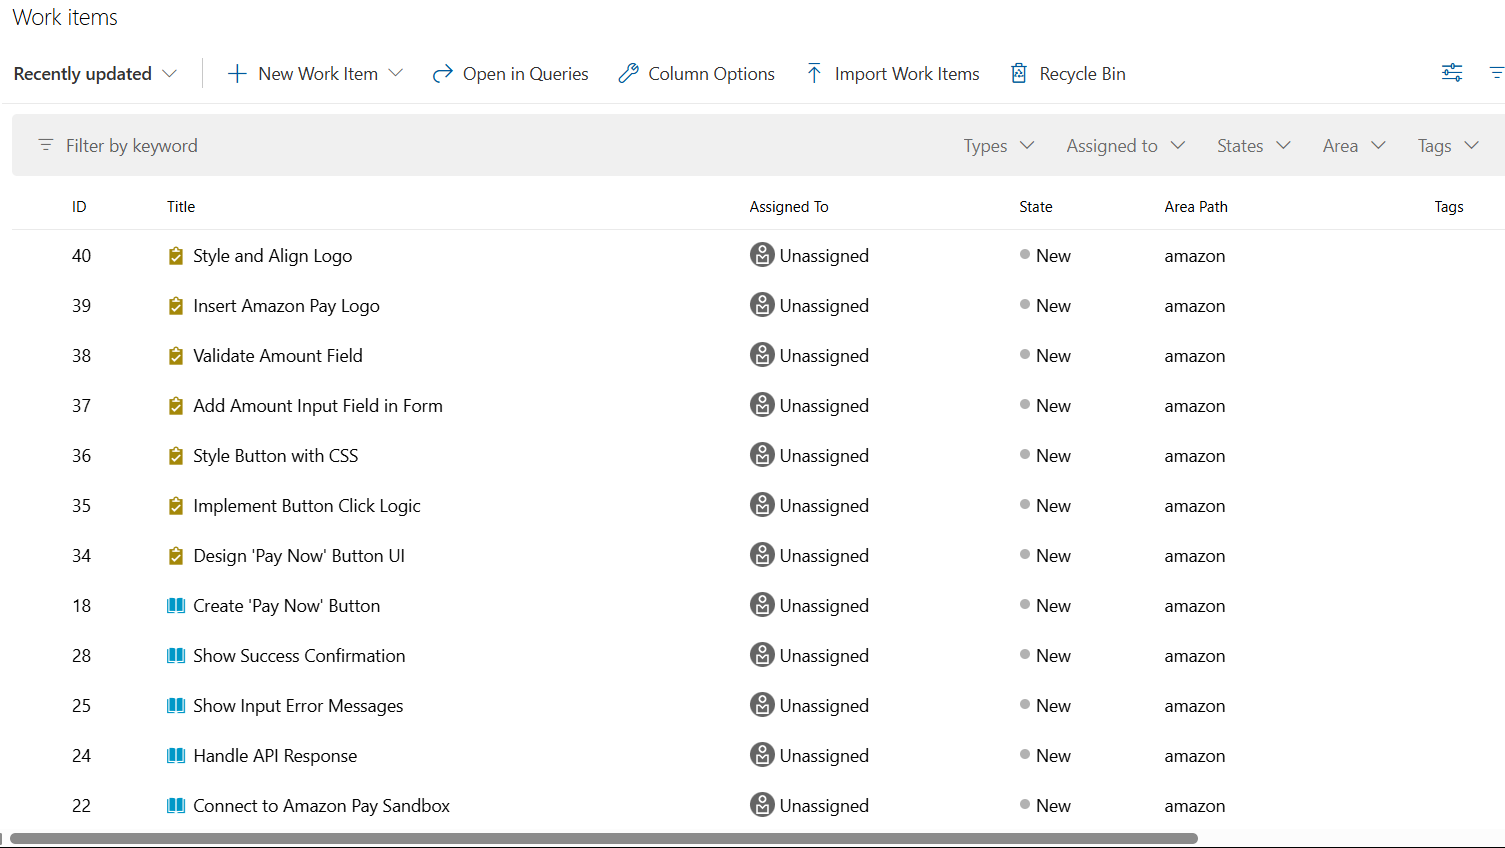 Work items
Recently updated New Work Item Open in Queries Column Options Import Work Items Recycle Bin
Filter by keyword Types Assigned to States Area Tags
ID Title Assigned To State Area Path Tags
40 Style and Align Logo Unassigned New amazon
39 Insert Amazon Pay Logo Unassigned New amazon
38 Validate Amount Field Unassigned New amazon
37 Add Amount Input Field in Form Unassigned New amazon
36 Style Button with CSS Unassigned New amazon
35 Implement Button Click Logic Unassigned New amazon
34 Design 'Pay Now' Button UI Unassigned New amazon
18 Create 'Pay Now' Button Unassigned New amazon
28 Show Success Confirmation Unassigned New amazon
25 Show Input Error Messages Unassigned New amazon
24 Handle API Response Unassigned New amazon
22 Connect to Amazon Pay Sandbox Unassigned New amazon